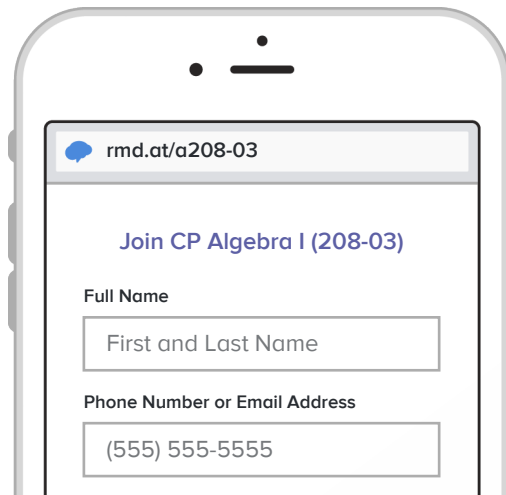 rmd.at/a208-03
Join CP Algebra I (208-03)
Full Name
First and Last Name
Phone Number or Email Address
(555) 555-5555